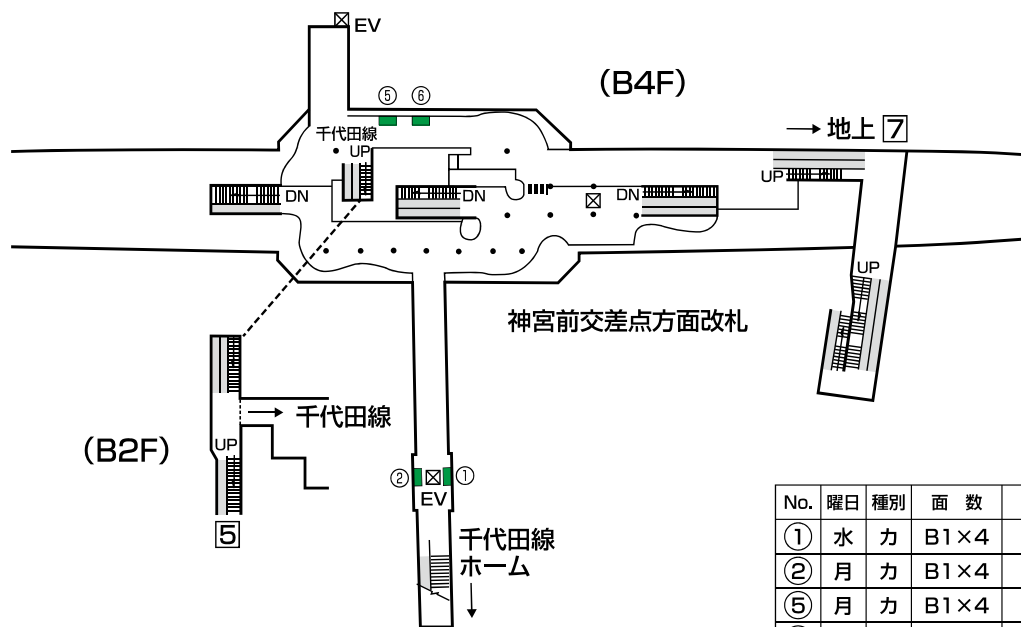 EV
(B4F)
⑤ ⑥
→ 地上 7
千代田線
UP
UP
DN
DN
DN
UP
神宮前交差点方面改札
→ 千代田線
(B2F)
UP
② ①
EV
5
千代田線
ホーム
↓
No. 曜日 種別 面 数
① 水 カ B1×4
② 月 カ B1×4
⑤ 月 カ B1×4